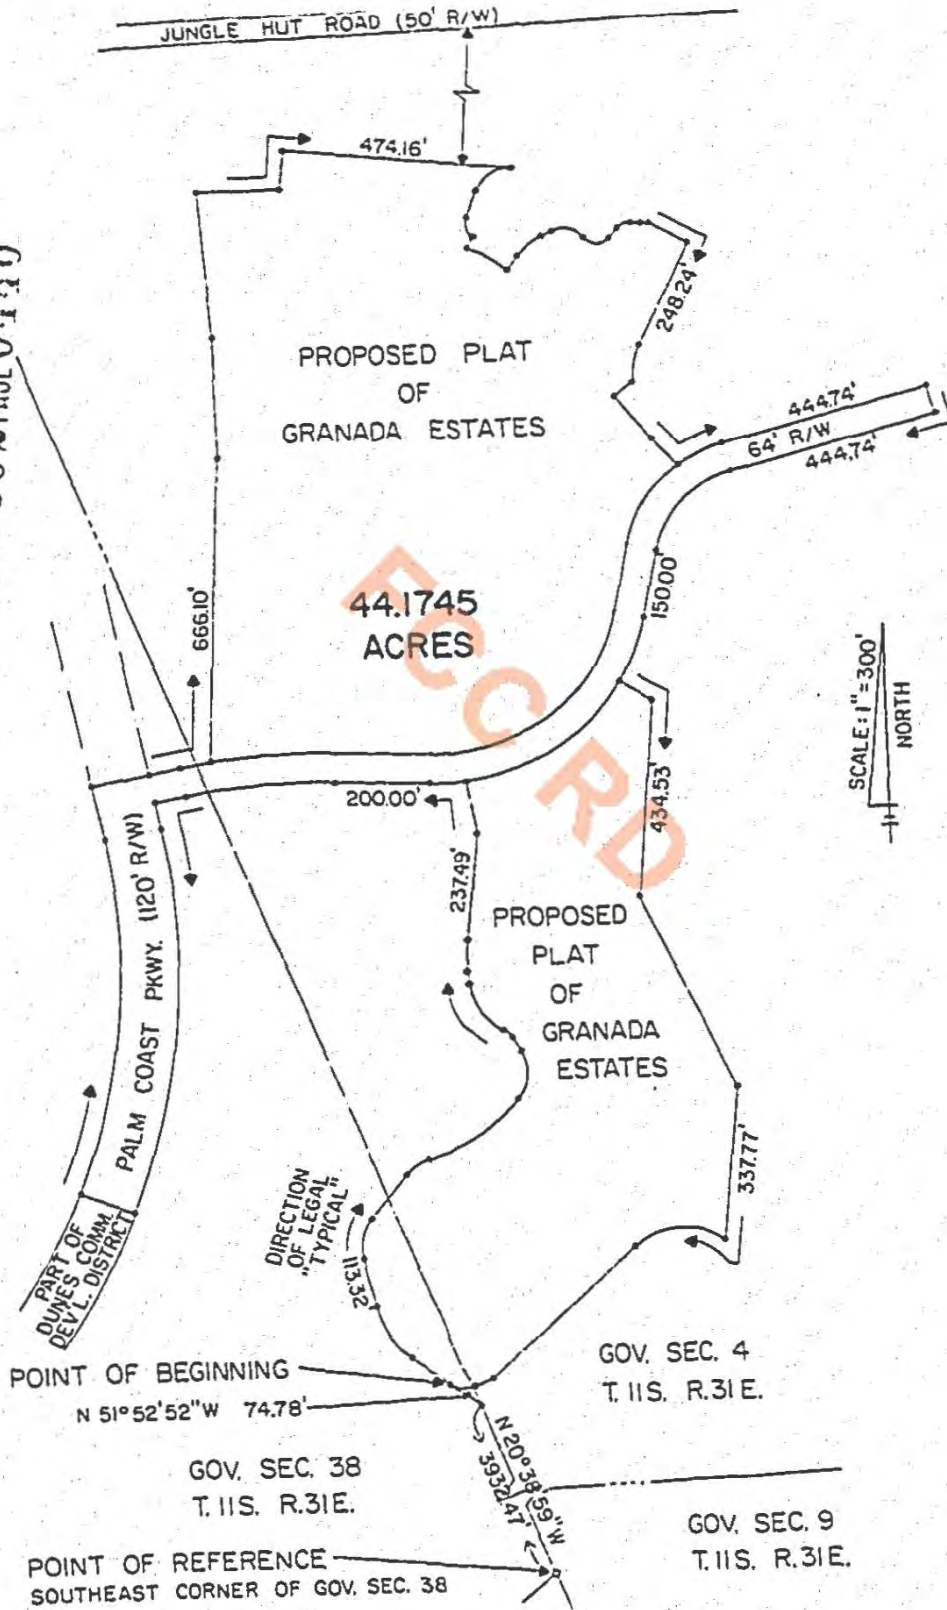 JUNGLE HUT ROAD (50' R/W)
474.16'
248.24'
PROPOSED PLAT
OF
GRANADA ESTATES
444.74'
64' R/W
444.74'
666.10'
44.1745
ACRES
150.00'
FCC RD
SCALE: 1" = 300'
NORTH
200.00'
434.53'
237.49'
PALM COAST PKWY. (120' R/W)
PROPOSED
PLAT
OF
GRANADA
ESTATES
337.77'
DIRECTION
OF LEGAL
"TYPICAL"
113.32'
PART OF
DUNES COMM.
DEV'L. DISTRICT
POINT OF BEGINNING
N 51°52'52"W 74.78'
GOV. SEC. 4
T. 11S. R.31E.
N 20°38'59"W
3932.47'
GOV. SEC. 38
T. 11S. R.31E.
GOV. SEC. 9
T.11S. R.31E.
POINT OF REFERENCE
SOUTHEAST CORNER OF GOV. SEC. 38